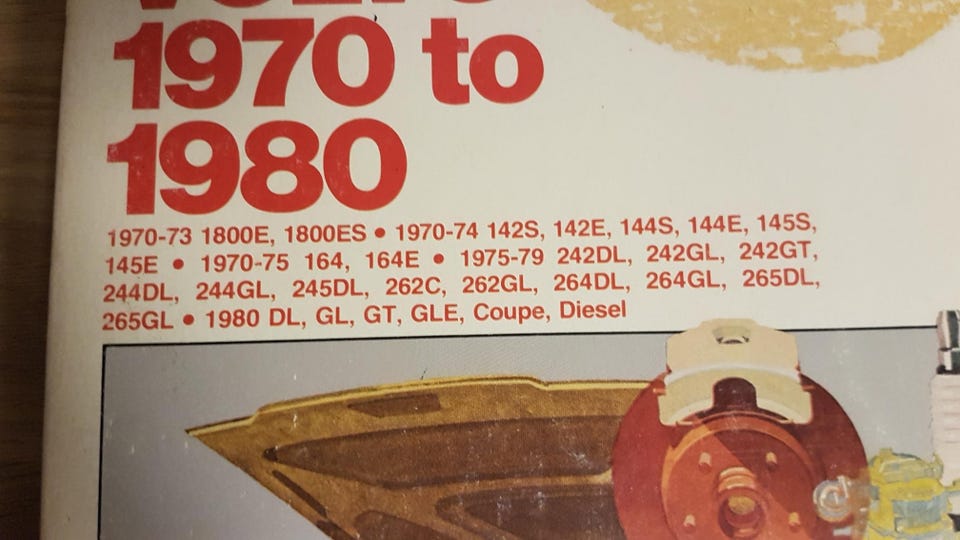 VOLVO
1970 to
1980
1970-73 1800E, 1800ES • 1970-74 142S, 142E, 144S, 144E, 145S,
145E • 1970-75 164, 164E • 1975-79 242DL, 242GL, 242GT,
244DL, 244GL, 245DL, 262C, 262GL, 264DL, 264GL, 265DL,
265GL • 1980 DL, GL, GT, GLE, Coupe, Diesel